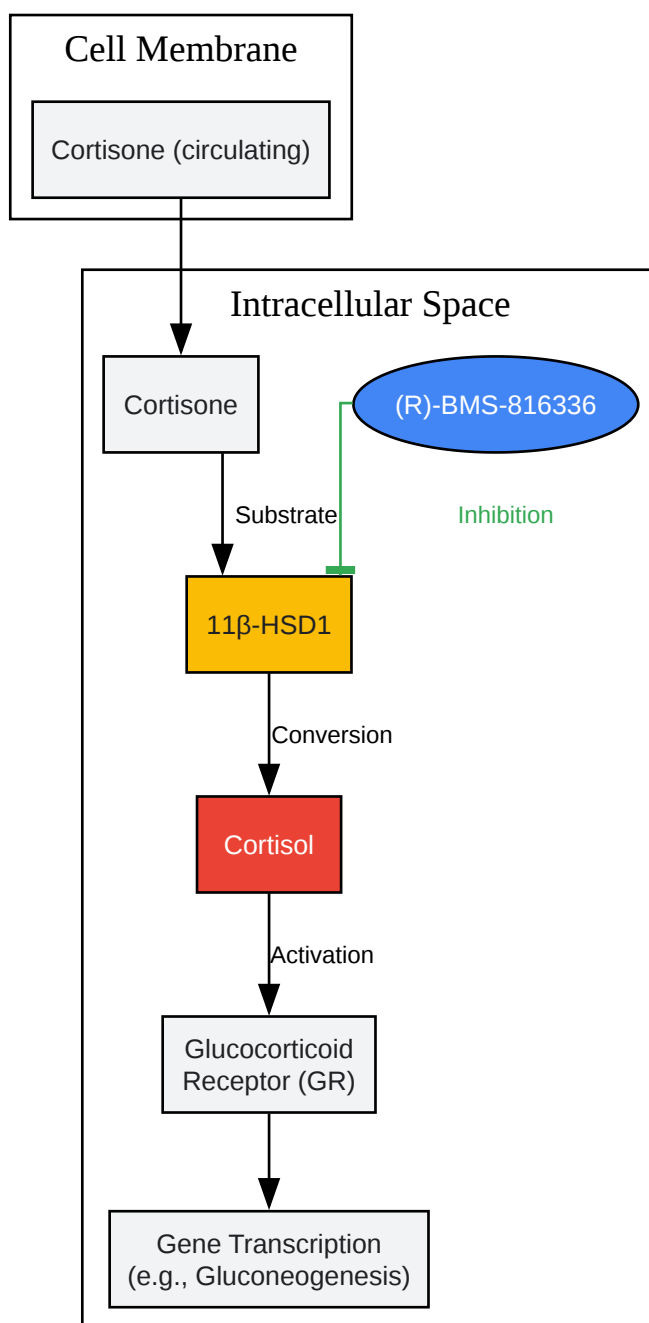 Cell Membrane
Cortisone (circulating)
Intracellular Space
Cortisone
(R)-BMS-816336
Substrate
Inhibition
11β-HSD1
Conversion
Cortisol
Activation
Glucocorticoid
Receptor (GR)
Gene Transcription
(e.g., Gluconeogenesis)